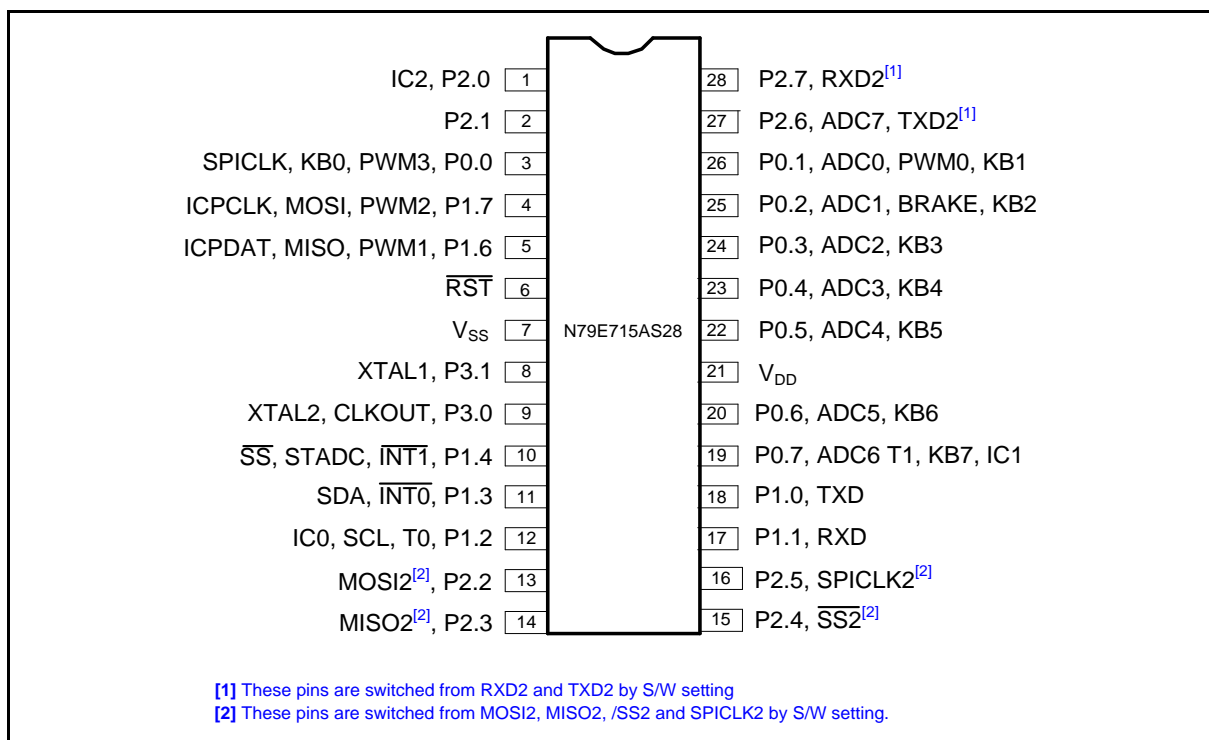 IC2, P2.0 1 28 P2.7, RXD2[1]
P2.1 2 27 P2.6, ADC7, TXD2[1]
SPICLK, KB0, PWM3, P0.0 3 26 P0.1, ADC0, PWM0, KB1
ICPCLK, MOSI, PWM2, P1.7 4 25 P0.2, ADC1, BRAKE, KB2
ICPDAT, MISO, PWM1, P1.6 5 24 P0.3, ADC2, KB3
R̅S̅T̅ 6 23 P0.4, ADC3, KB4
VSS 7 N79E715AS28 22 P0.5, ADC4, KB5
XTAL1, P3.1 8 21 VDD
XTAL2, CLKOUT, P3.0 9 20 P0.6, ADC5, KB6
S̅S̅, STADC, I̅N̅T̅1̅, P1.4 10 19 P0.7, ADC6 T1, KB7, IC1
SDA, I̅N̅T̅0̅, P1.3 11 18 P1.0, TXD
IC0, SCL, T0, P1.2 12 17 P1.1, RXD
MOSI2[2], P2.2 13 16 P2.5, SPICLK2[2]
MISO2[2], P2.3 14 15 P2.4, S̅S̅2̅[2]
[1] These pins are switched from RXD2 and TXD2 by S/W setting
[2] These pins are switched from MOSI2, MISO2, /SS2 and SPICLK2 by S/W setting.